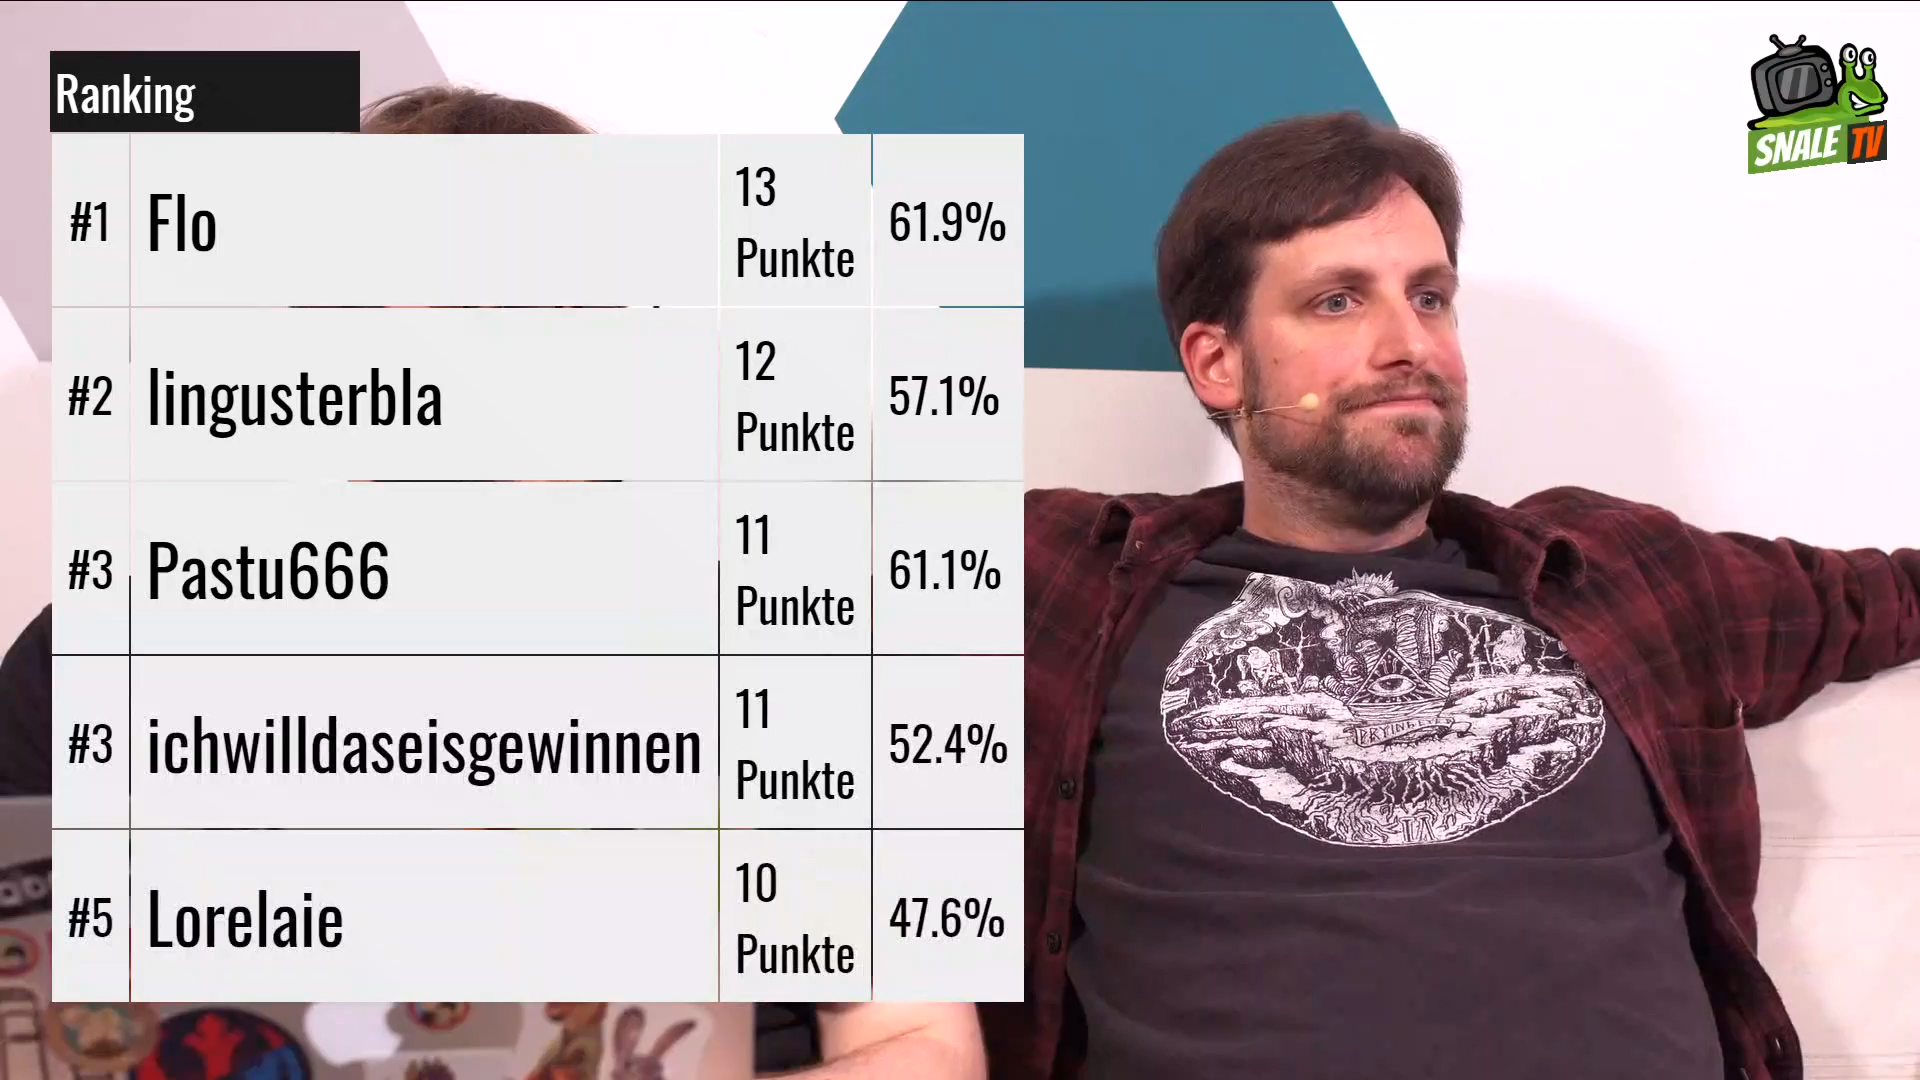 Ranking
#1 Flo 13 Punkte 61.9%
#2 lingusterbla 12 Punkte 57.1%
#3 Pastu666 11 Punkte 61.1%
#3 ichwilldaseisgewinnen 11 Punkte 52.4%
#5 Lorelaie 10 Punkte 47.6%
SNALE TV